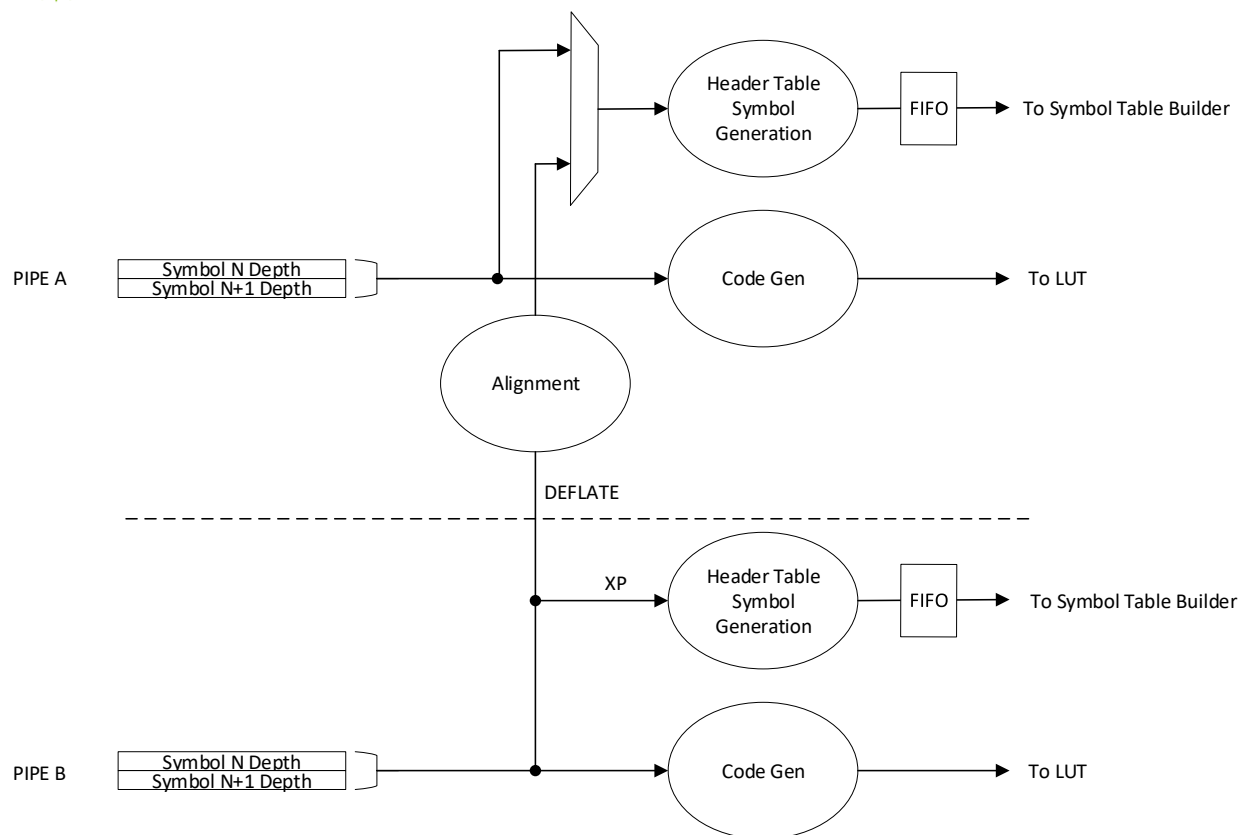 Header Table
Symbol
Generation
FIFO
To Symbol Table Builder
PIPE A
Symbol N Depth
Symbol N+1 Depth
Code Gen
To LUT
Alignment
DEFLATE
XP
Header Table
Symbol
Generation
FIFO
To Symbol Table Builder
PIPE B
Symbol N Depth
Symbol N+1 Depth
Code Gen
To LUT